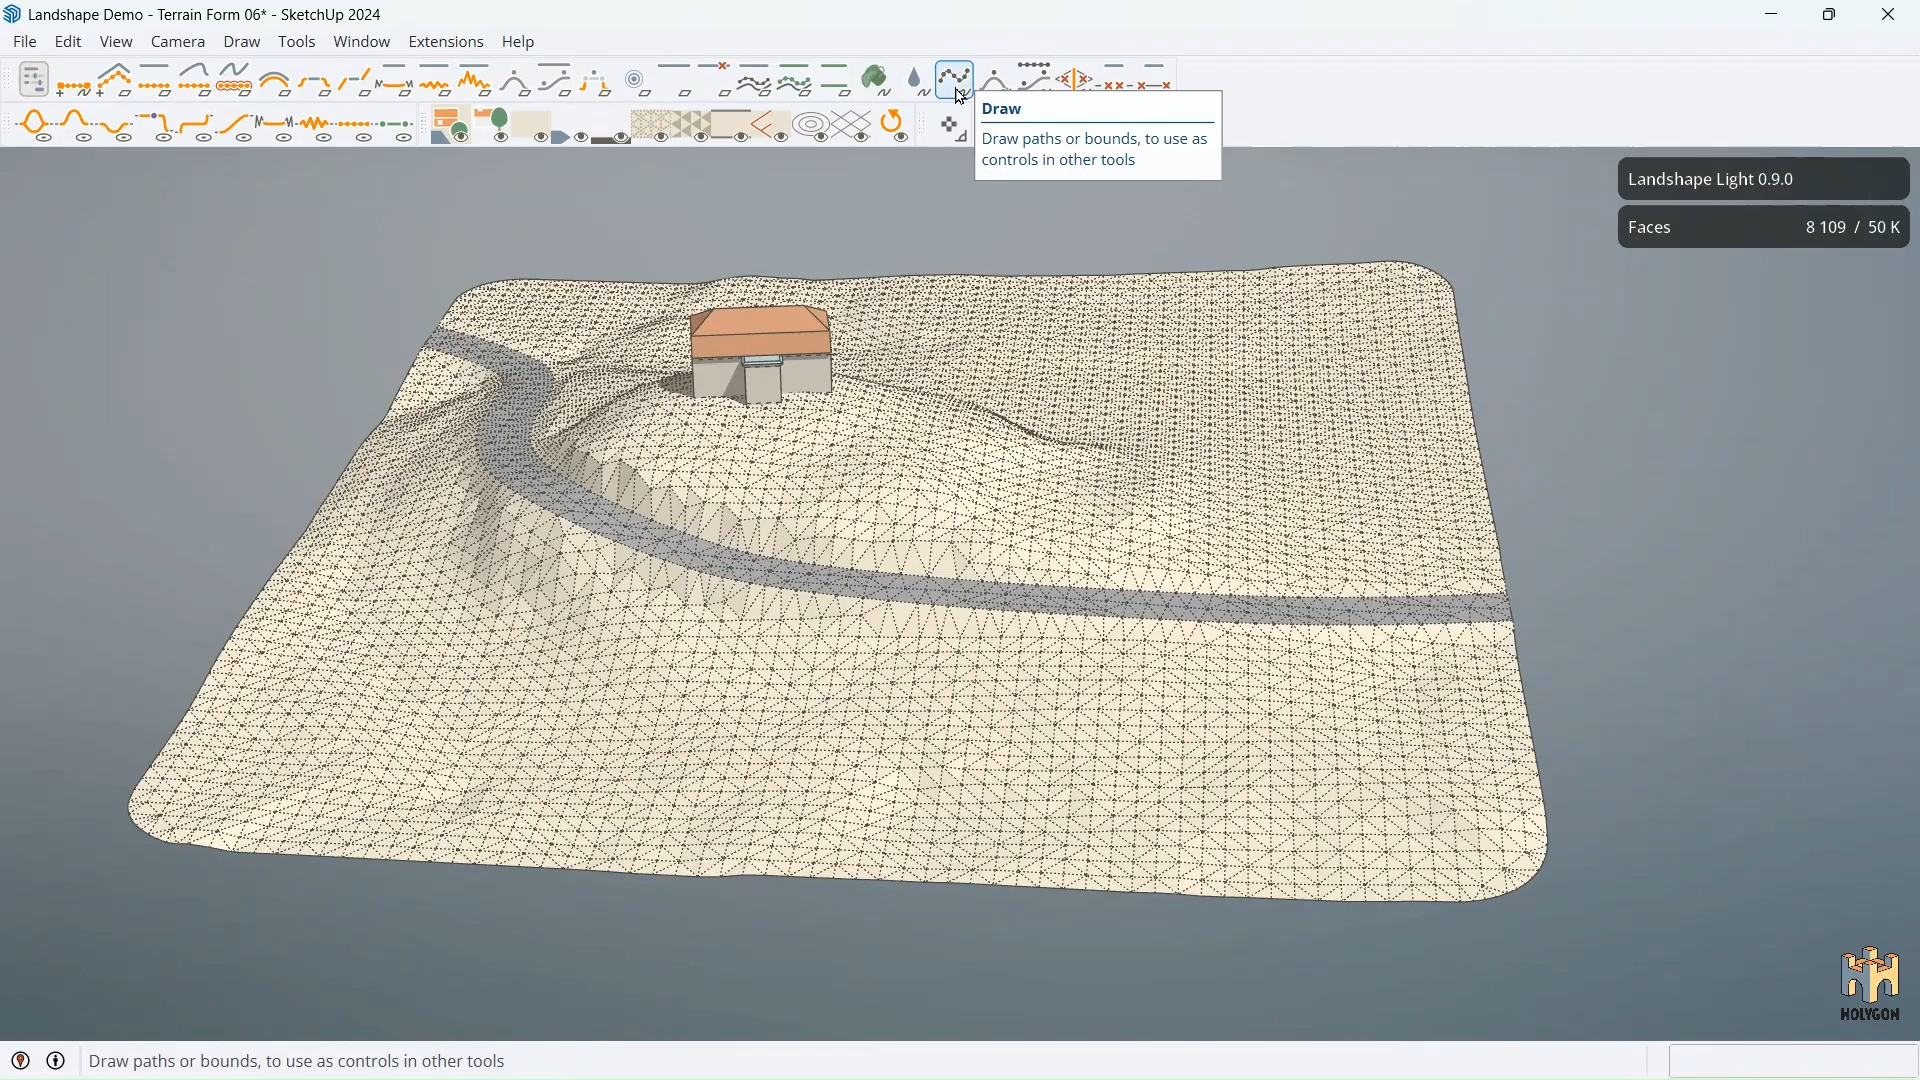 Landshape Demo - Terrain Form 06* - SketchUp 2024
File Edit View Camera Draw Tools Window Extensions Help
Draw
Draw paths or bounds, to use as
controls in other tools
Landshape Light 0.9.0
Faces 8 109 / 50 K
HOLYGON
Draw paths or bounds, to use as controls in other tools